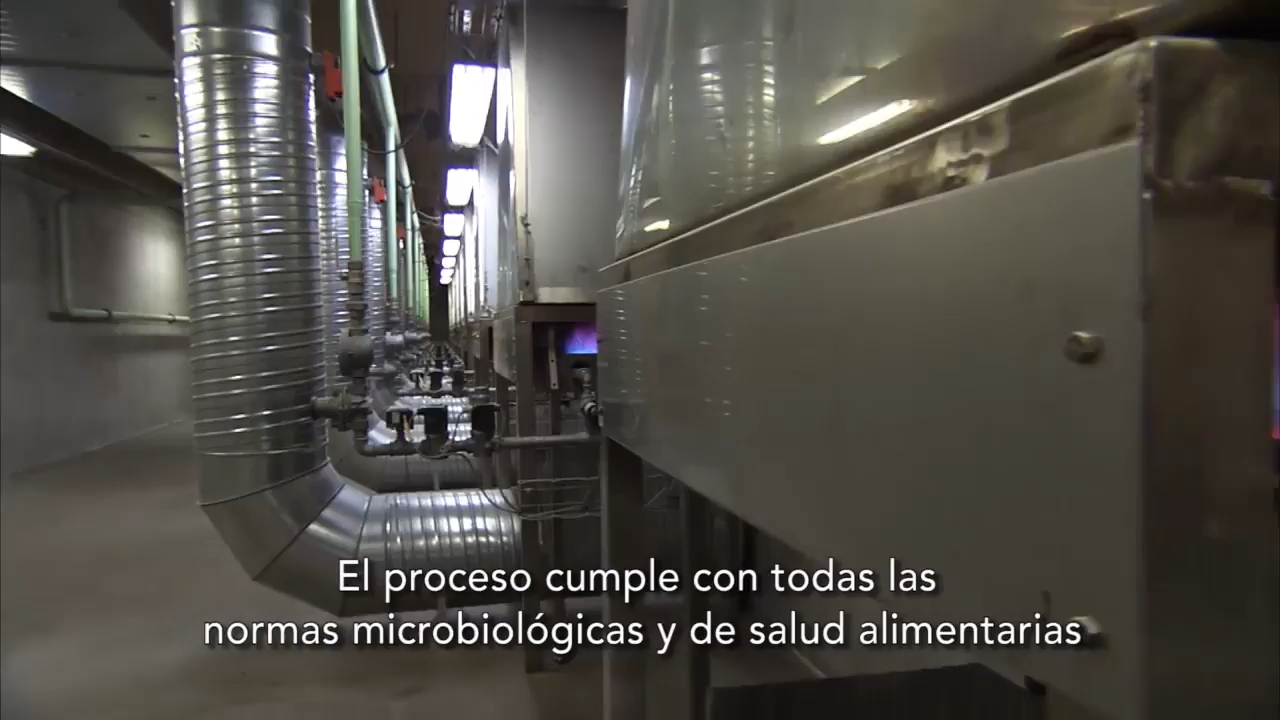 El proceso cumple con todas las
normas microbiológicas y de salud alimentarias